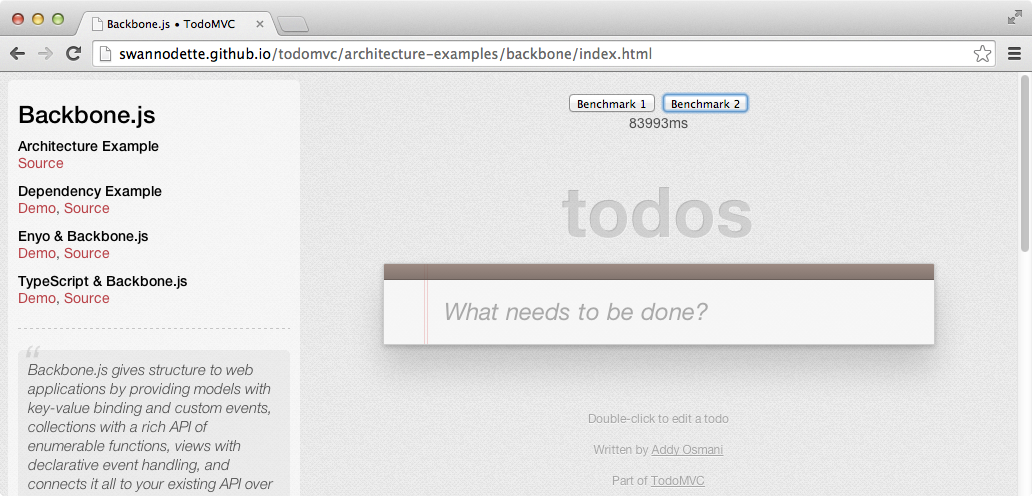 Backbone.js • TodoMVC
swannodette.github.io/todomvc/architecture-examples/backbone/index.html
Backbone.js
Architecture Example
Source
Dependency Example
Demo, Source
Enyo & Backbone.js
Demo, Source
TypeScript & Backbone.js
Demo, Source
“
Backbone.js gives structure to web
applications by providing models with
key-value binding and custom events,
collections with a rich API of
enumerable functions, views with
declarative event handling, and
connects it all to your existing API over
Benchmark 1 Benchmark 2
83993ms
todos
What needs to be done?
Double-click to edit a todo
Written by Addy Osmani
Part of TodoMVC